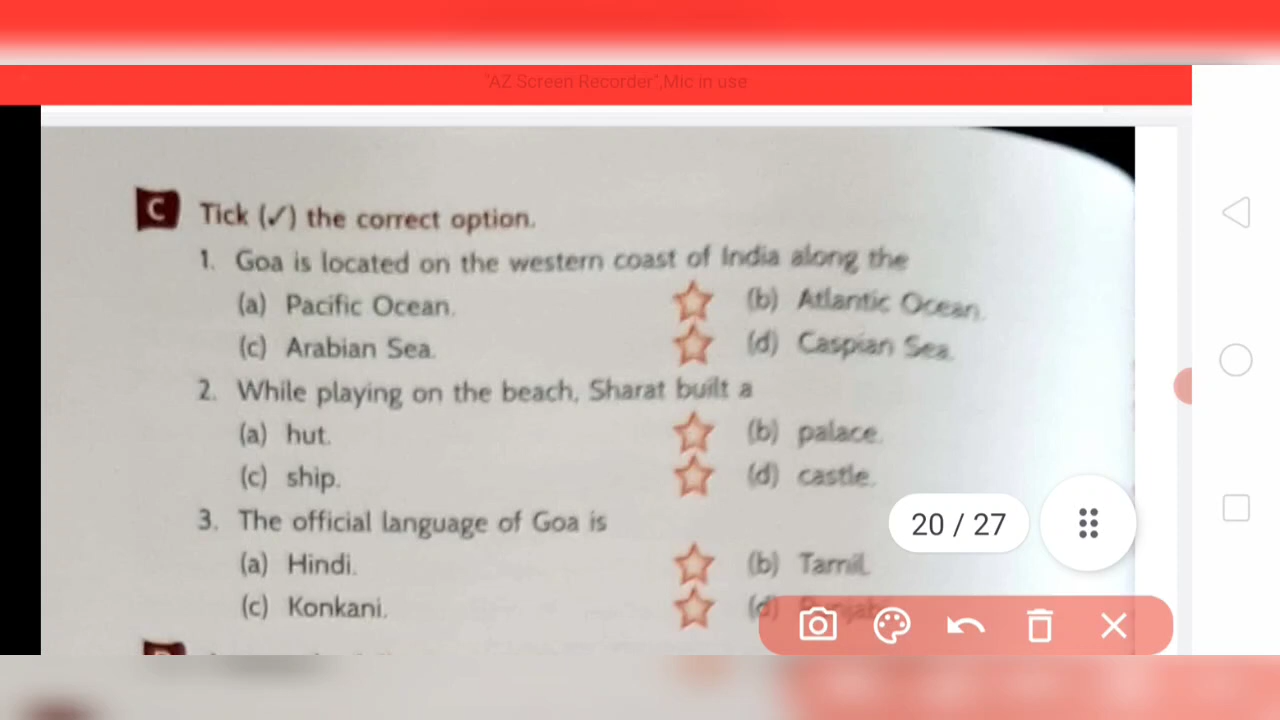 "AZ Screen Recorder",Mic in use
C Tick (✓) the correct option.
1. Goa is located on the western coast of India along the
(a) Pacific Ocean. (b) Atlantic Ocean.
(c) Arabian Sea. (d) Caspian Sea.
2. While playing on the beach, Sharat built a
(a) hut. (b) palace.
(c) ship. (d) castle.
3. The official language of Goa is
20 / 27
(a) Hindi. (b) Tamil.
(c) Konkani. (d) Punjabi